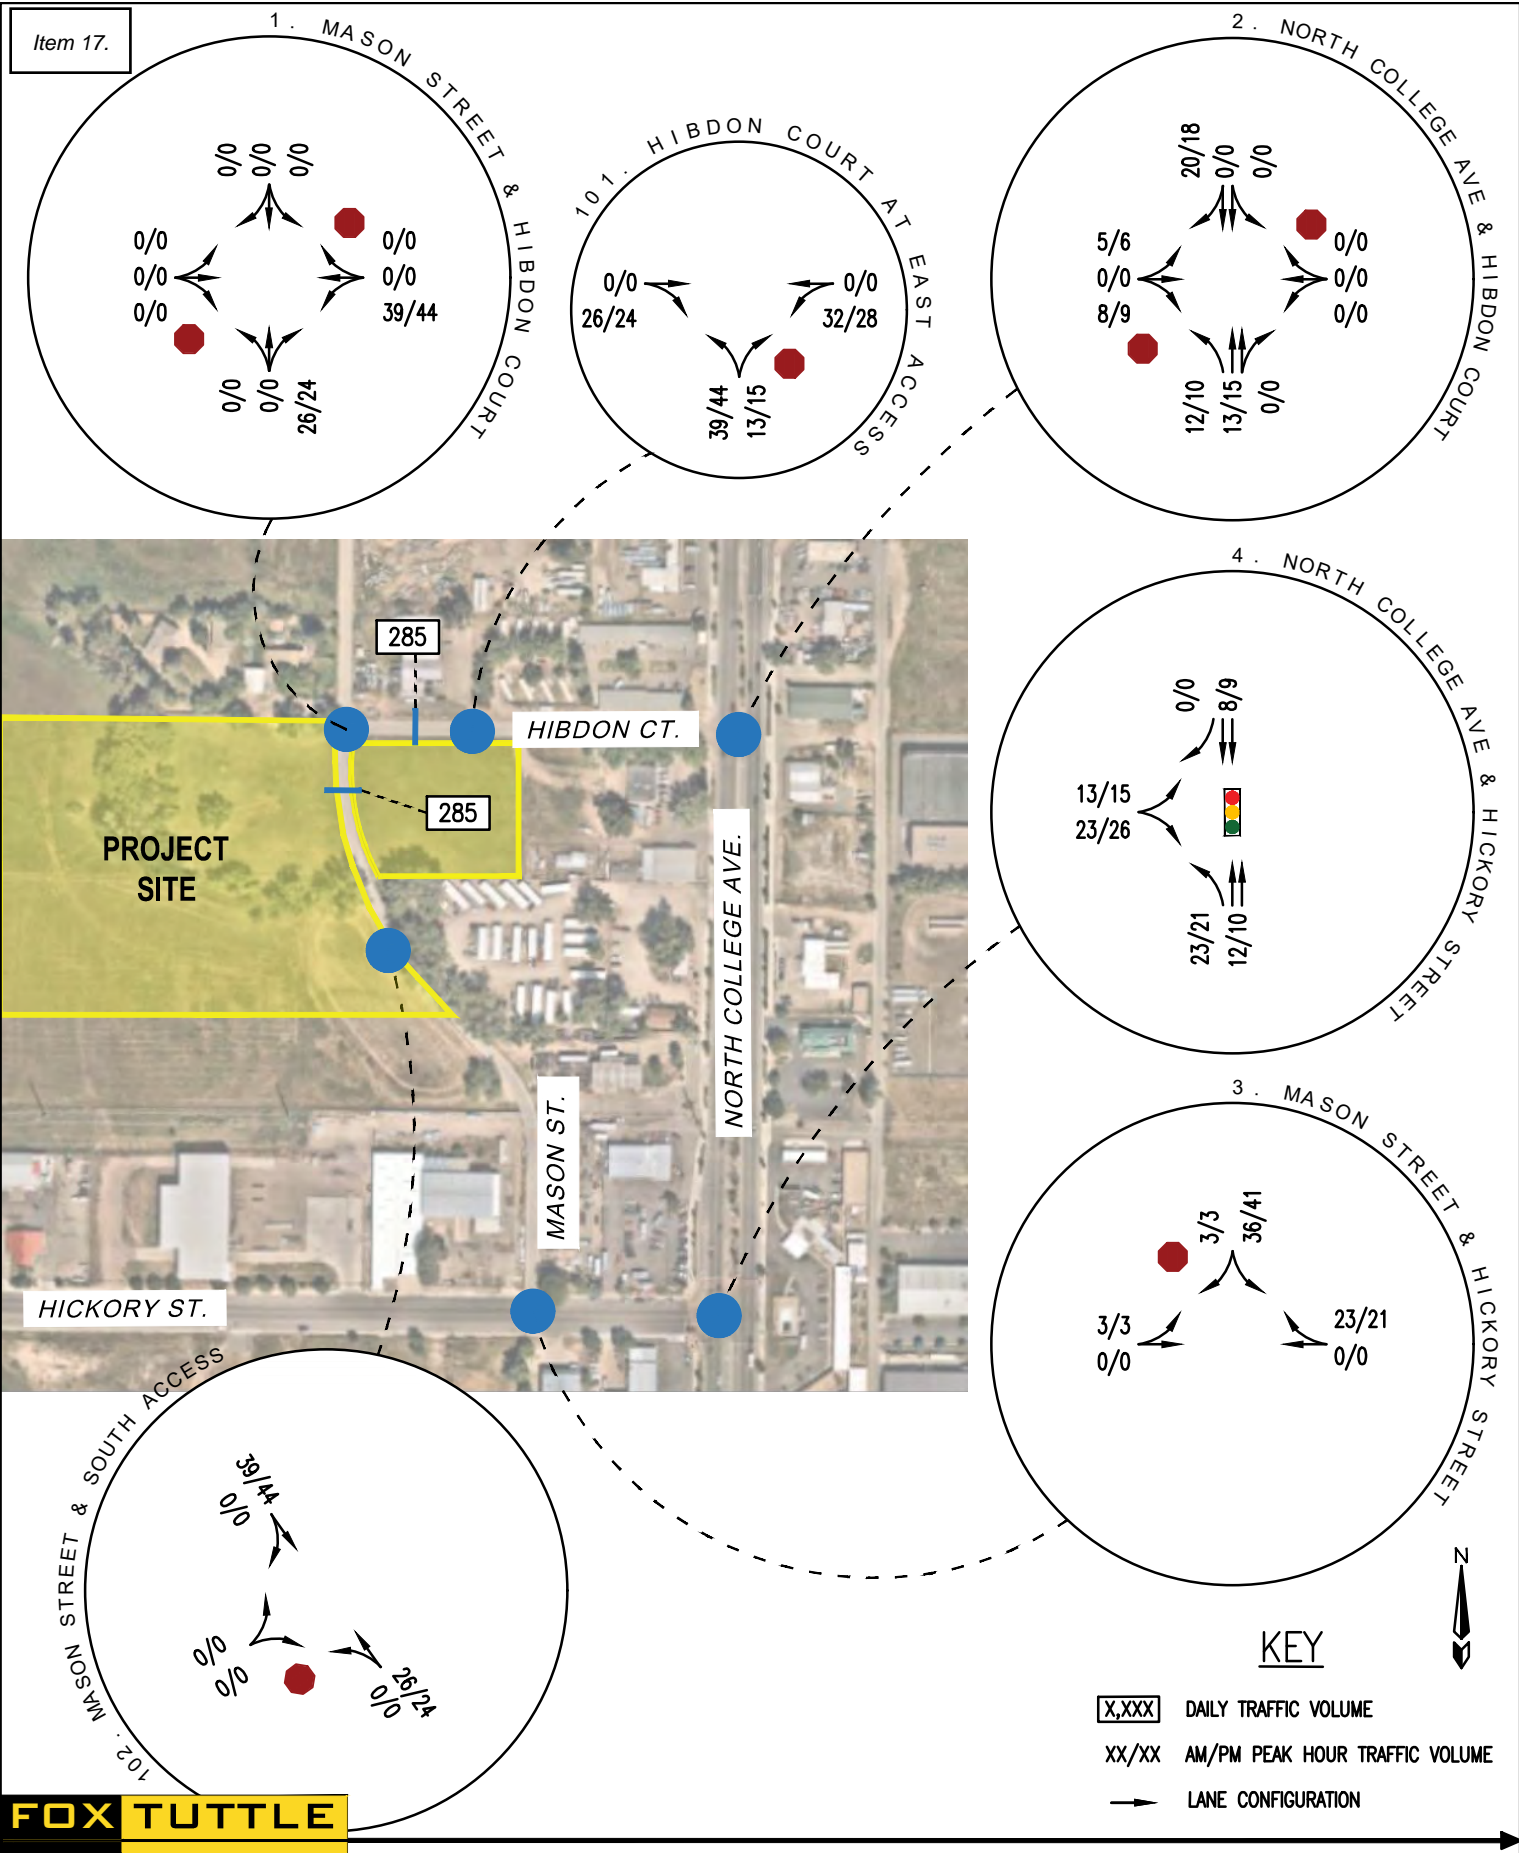 Item 17.
1. MASON STREET & HIBDON COURT
0/0
0/0
0/0
0/0
0/0
0/0
0/0
0/0
39/44
0/0
0/0
26/24
101. HIBDON COURT AT EAST ACCESS
0/0
26/24
0/0
32/28
39/44
13/15
2. NORTH COLLEGE AVE & HIBDON COURT
20/18
0/0
0/0
5/6
0/0
8/9
0/0
0/0
0/0
12/10
13/15
0/0
285
HIBDON CT.
285
PROJECT
SITE
NORTH COLLEGE AVE.
MASON ST.
HICKORY ST.
4. NORTH COLLEGE AVE & HICKORY STREET
0/0
8/9
13/15
23/26
23/21
12/10
3. MASON STREET & HICKORY STREET
3/3
36/41
3/3
0/0
23/21
0/0
102. MASON STREET & SOUTH ACCESS
39/44
0/0
0/0
0/0
26/24
0/0
N
KEY
X,XXX DAILY TRAFFIC VOLUME
XX/XX AM/PM PEAK HOUR TRAFFIC VOLUME
LANE CONFIGURATION
FOX TUTTLE